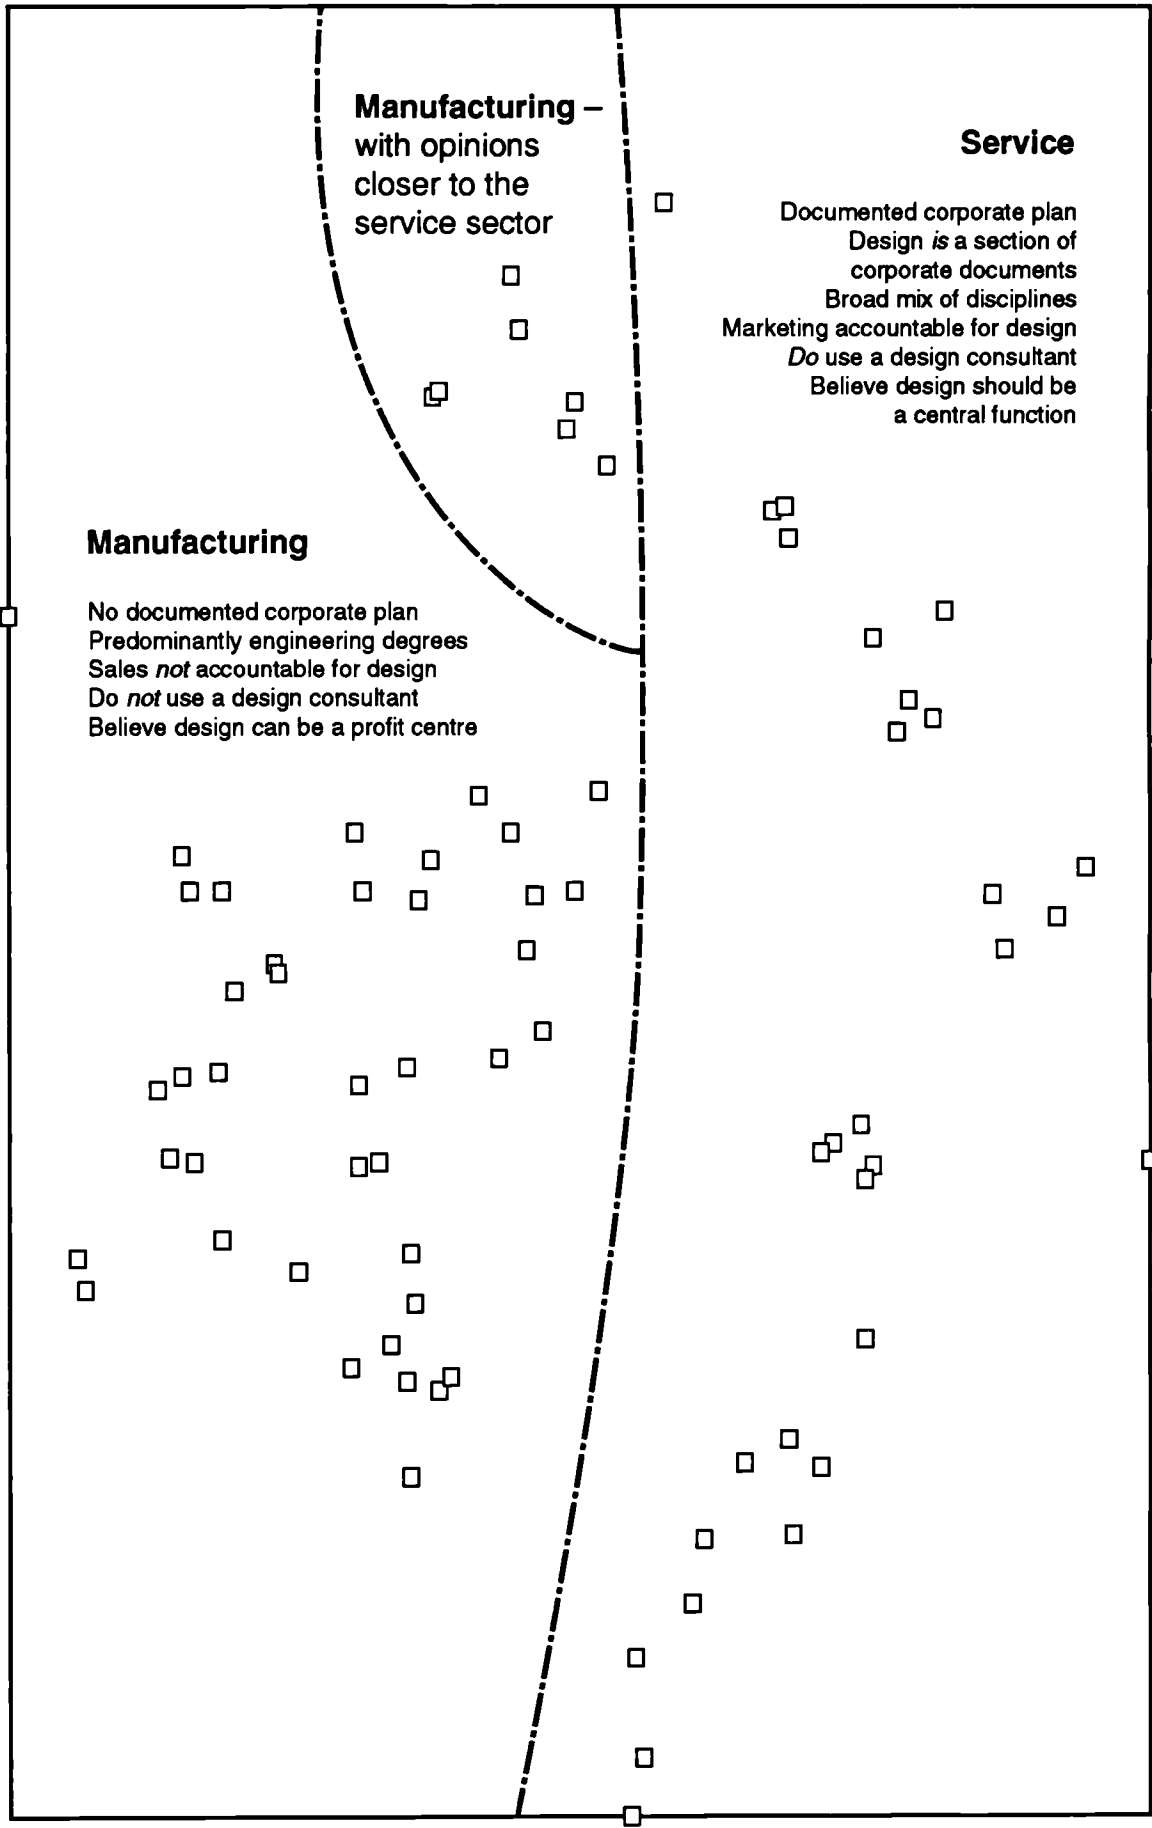 Manufacturing –
with opinions
closer to the
service sector
Service
Documented corporate plan
Design is a section of
corporate documents
Broad mix of disciplines
Marketing accountable for design
Do use a design consultant
Believe design should be
a central function
Manufacturing
No documented corporate plan
Predominantly engineering degrees
Sales not accountable for design
Do not use a design consultant
Believe design can be a profit centre